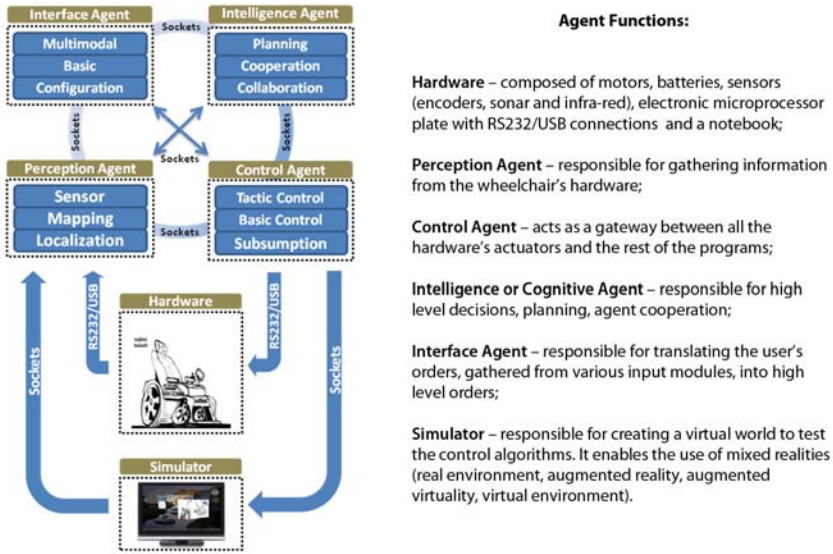 Interface Agent
Multimodal
Basic
Configuration
Sockets
Intelligence Agent
Planning
Cooperation
Collaboration
Sockets
Sockets
Sockets
Perception Agent
Sensor
Mapping
Localization
Sockets
Control Agent
Tactic Control
Basic Control
Subsumption
Sockets
RS232/USB
Hardware
RS232/USB
Sockets
Simulator
Agent Functions:
Hardware – composed of motors, batteries, sensors
(encoders, sonar and infra-red), electronic microprocessor
plate with RS232/USB connections and a notebook;
Perception Agent – responsible for gathering information
from the wheelchair's hardware;
Control Agent – acts as a gateway between all the
hardware's actuators and the rest of the programs;
Intelligence or Cognitive Agent – responsible for high
level decisions, planning, agent cooperation;
Interface Agent – responsible for translating the user's
orders, gathered from various input modules, into high
level orders;
Simulator – responsible for creating a virtual world to test
the control algorithms. It enables the use of mixed realities
(real environment, augmented reality, augmented
virtuality, virtual environment).